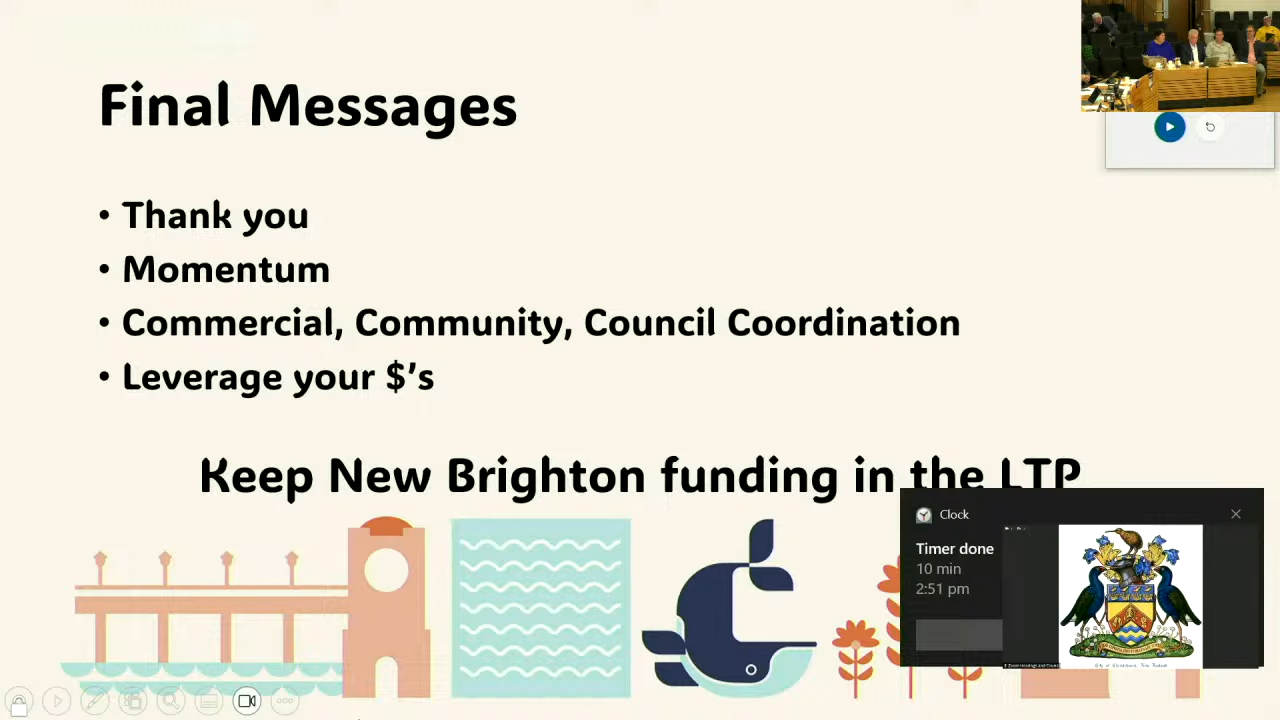 Final Messages
• Thank you
• Momentum
• Commercial, Community, Council Coordination
• Leverage your $'s
Keep New Brighton funding in the LTP
Clock
Timer done
10 min
2:51 pm